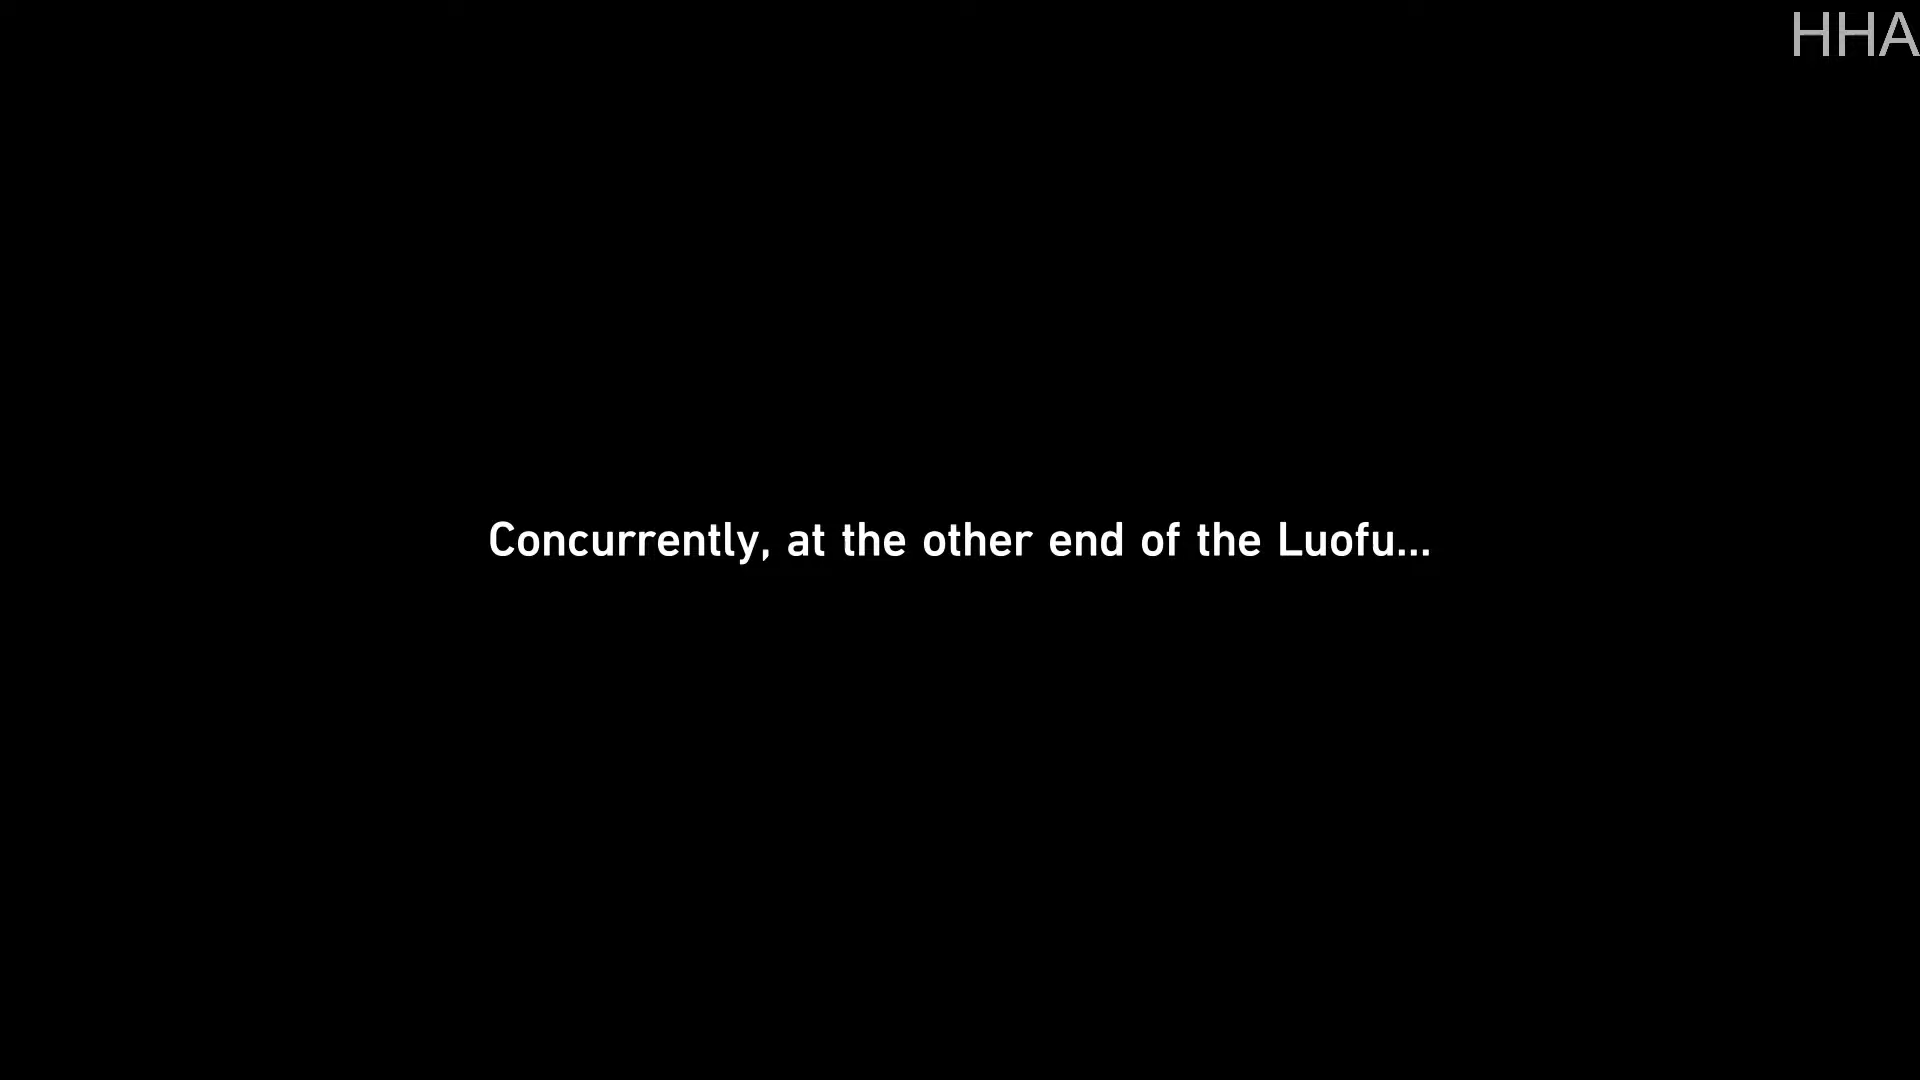 HHA
Concurrently, at the other end of the Luofu...